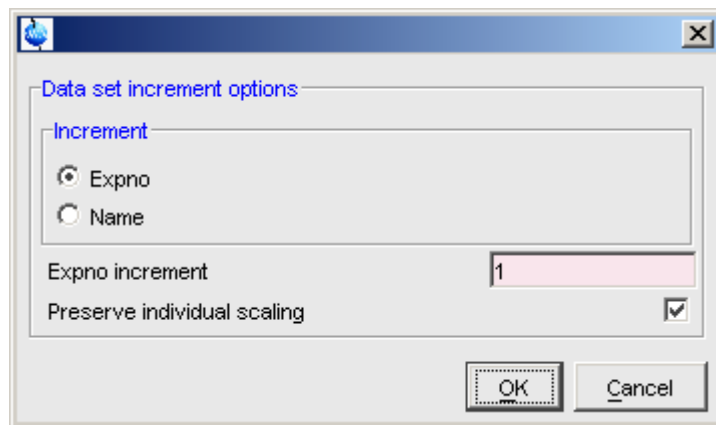 Data set increment options
Increment
Expno
Name
Expno increment 1
Preserve individual scaling
OK Cancel